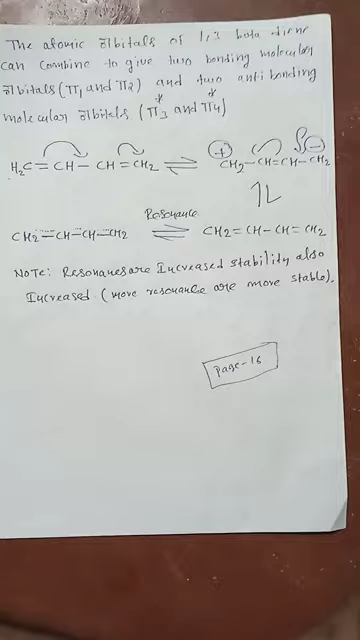 The atomic orbitals of 1,3 buta diene
can combine to give two bonding molecular
orbitals (π1 and π2) and two anti bonding
molecular orbitals (π3* and π4*)
H2C=CH-CH=CH2 ⇌ CH2-CH=CH-CH2
⊕ ⊖
⇌
Resonance
CH2=CH-CH-CH2 ⇌ CH2=CH-CH=CH2
NOTE: Resonances are Increased stability also
Increased (more resonance are more stable).
page-16